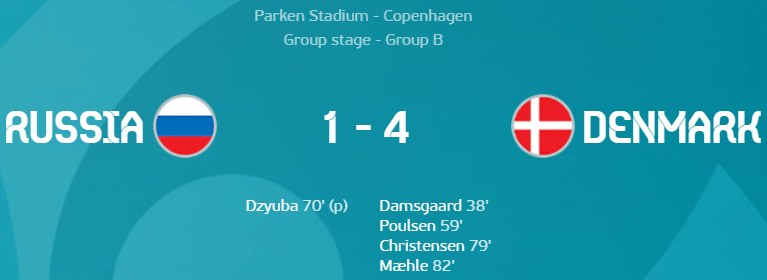 Parken Stadium - Copenhagen
Group stage - Group B
RUSSIA 1 - 4 DENMARK
Dzyuba 70' (p) Damsgaard 38'
Poulsen 59'
Christensen 79'
Mæhle 82'